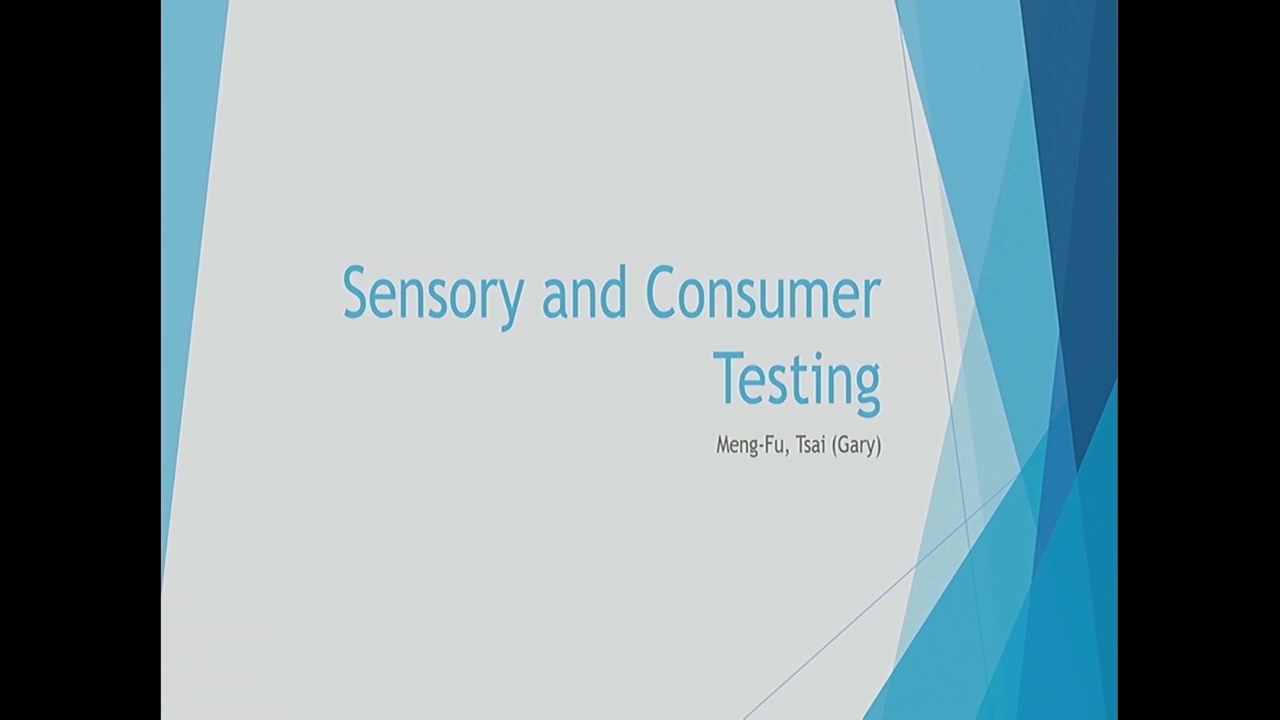 Sensory and Consumer
Testing
Meng-Fu, Tsai (Gary)